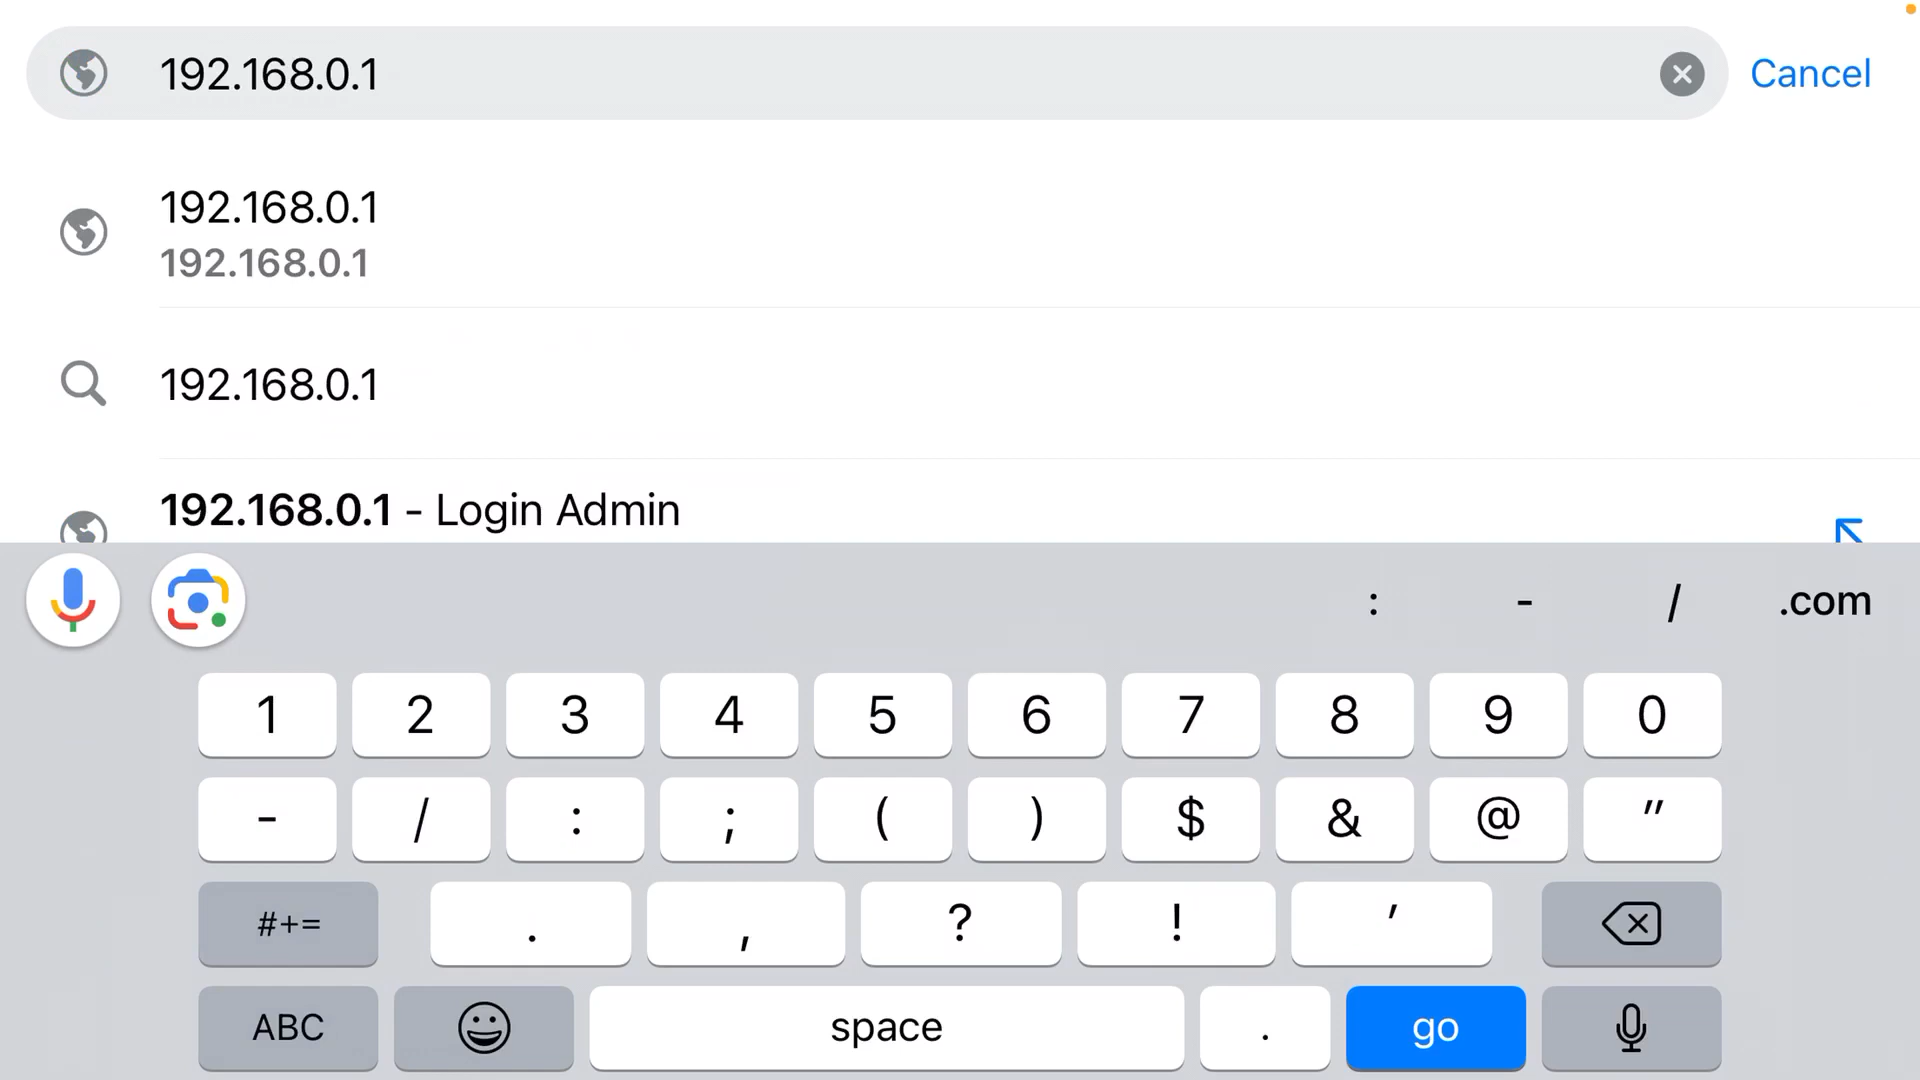 192.168.0.1
Cancel
192.168.0.1
192.168.0.1
192.168.0.1
192.168.0.1 - Login Admin
: - / .com
1 2 3 4 5 6 7 8 9 0
- / : ; ( ) $ & @ "
#+= . , ? ! '
ABC space . go